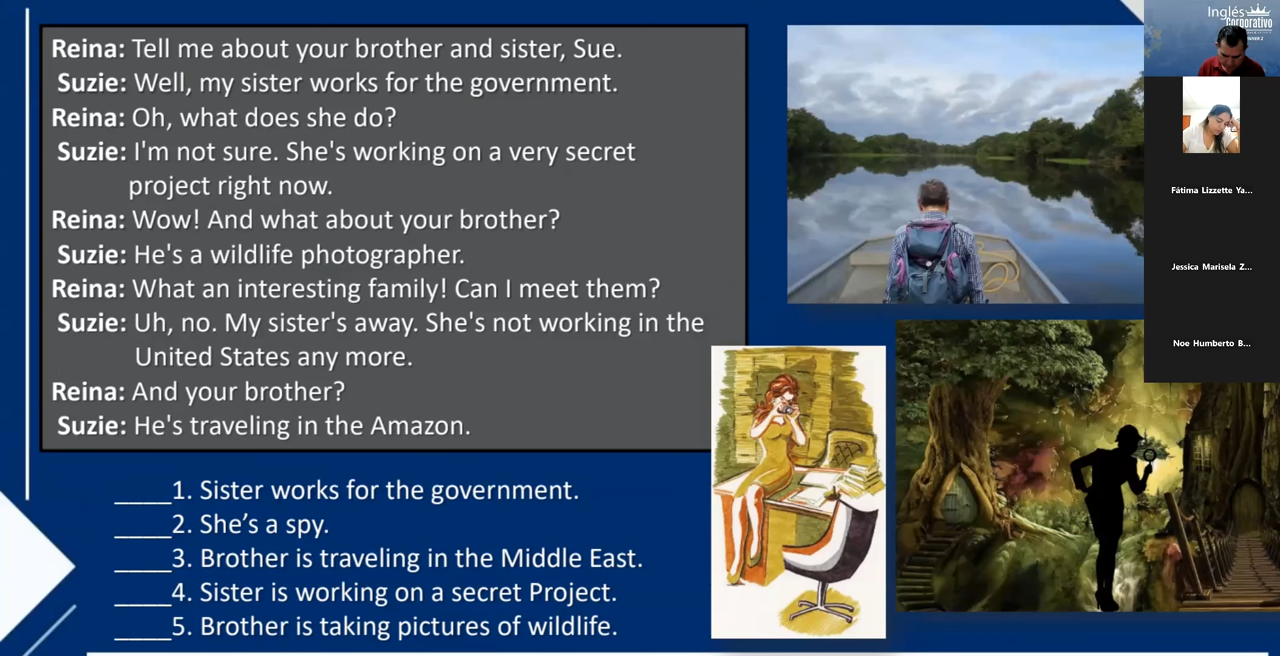 Reina: Tell me about your brother and sister, Sue.
Suzie: Well, my sister works for the government.
Reina: Oh, what does she do?
Suzie: I'm not sure. She's working on a very secret
project right now.
Reina: Wow! And what about your brother?
Suzie: He's a wildlife photographer.
Reina: What an interesting family! Can I meet them?
Suzie: Uh, no. My sister's away. She's not working in the
United States any more.
Reina: And your brother?
Suzie: He's traveling in the Amazon.
____1. Sister works for the government.
____2. She’s a spy.
____3. Brother is traveling in the Middle East.
____4. Sister is working on a secret Project.
____5. Brother is taking pictures of wildlife.
Inglés
Corporativo
Fátima Lizzette Ya...
Jessica Marisela Z...
Noe Humberto B...